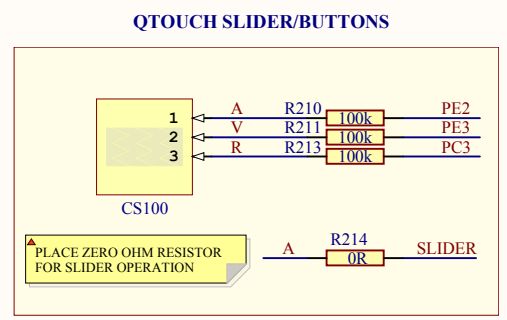 QTOUCH SLIDER/BUTTONS
1 A R210 100k PE2
2 V R211 100k PE3
3 R R213 100k PC3
CS100
PLACE ZERO OHM RESISTOR
FOR SLIDER OPERATION
A R214 0R SLIDER